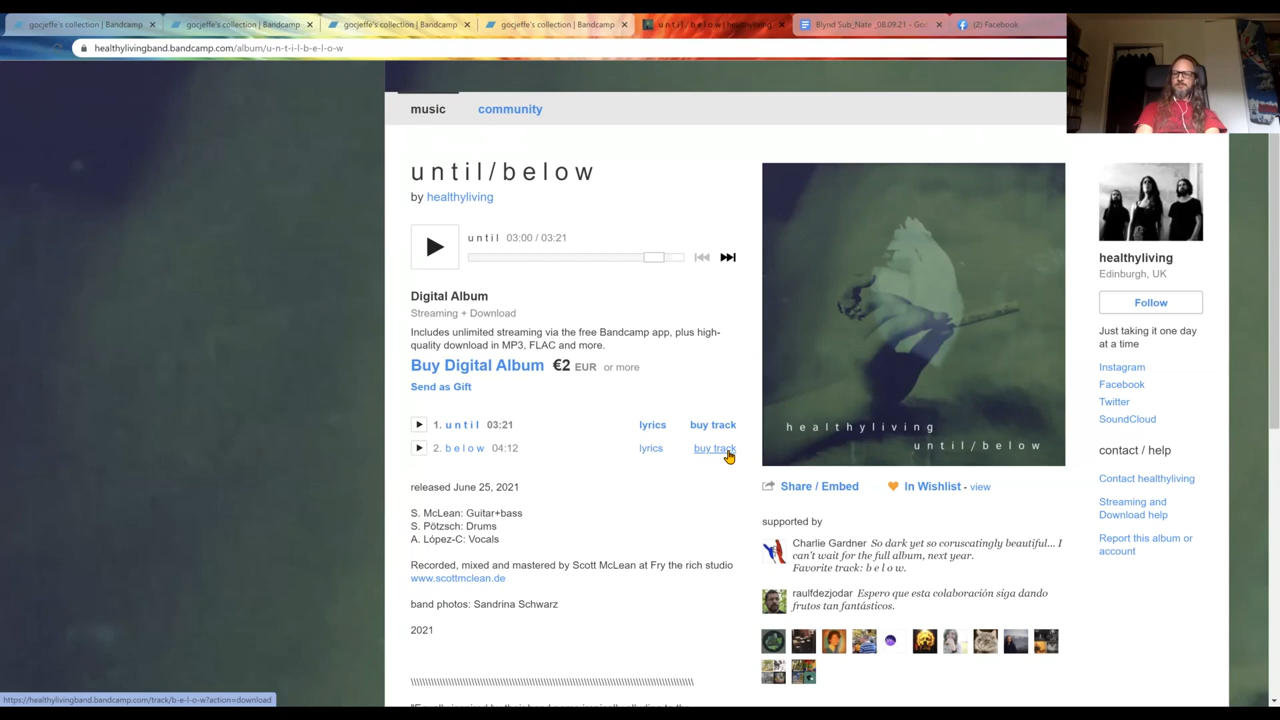 gocjeffe's collection | Bandcamp
gocjeffe's collection | Bandcamp
gocjeffe's collection | Bandcamp
gocjeffe's collection | Bandcamp
until/below | healthyliving
Blynd Sub_Nate _08.09.21 - Goo
(2) Facebook
healthylivingband.bandcamp.com/album/u-n-t-i-l-b-e-l-o-w
music
community
u n t i l / b e l o w
by healthyliving
u n t i l 03:00 / 03:21
Digital Album
Streaming + Download
Includes unlimited streaming via the free Bandcamp app, plus high-
quality download in MP3, FLAC and more.
Buy Digital Album €2 EUR or more
Send as Gift
1. u n t i l 03:21 lyrics buy track
2. b e l o w 04:12 lyrics buy track
released June 25, 2021
S. McLean: Guitar+bass
S. Pötzsch: Drums
A. López-C: Vocals
Recorded, mixed and mastered by Scott McLean at Fry the rich studio
www.scottmclean.de
band photos: Sandrina Schwarz
2021
h e a l t h y l i v i n g
u n t i l / b e l o w
Share / Embed
In Wishlist - view
supported by
Charlie Gardner So dark yet so coruscatingly beautiful... I
can't wait for the full album, next year.
Favorite track: b e l o w.
raulfdezjodar Espero que esta colaboración siga dando
frutos tan fantásticos.
healthyliving
Edinburgh, UK
Follow
Just taking it one day
at a time
Instagram
Facebook
Twitter
SoundCloud
contact / help
Contact healthyliving
Streaming and
Download help
Report this album or
account
https://healthylivingband.bandcamp.com/track/b-e-l-o-w?action=download